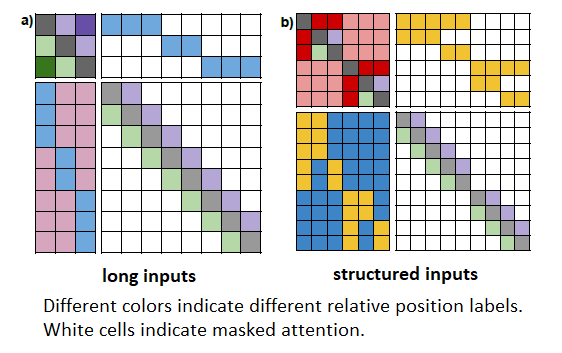 a)
b)
long inputs
structured inputs
Different colors indicate different relative position labels.
White cells indicate masked attention.